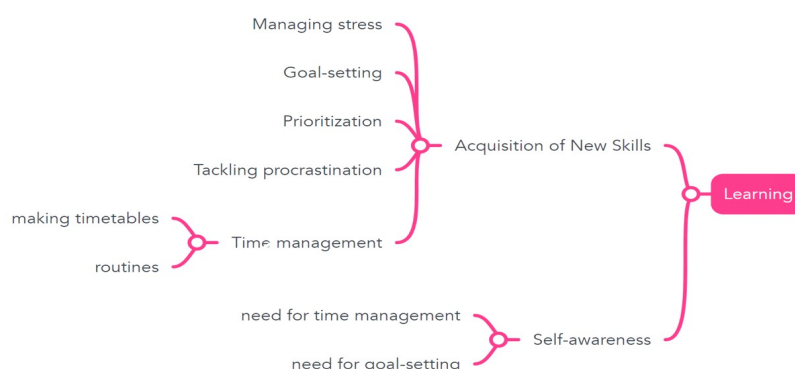 Managing stress
Goal-setting
Prioritization
Acquisition of New Skills
Tackling procrastination
Learning
making timetables
Time management
routines
need for time management
Self-awareness
need for goal-setting